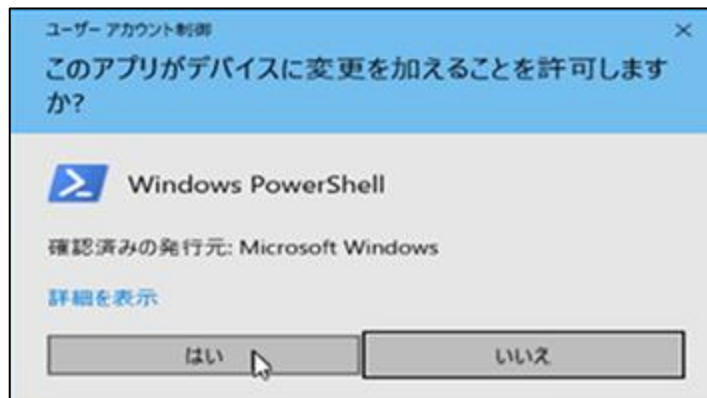 ユーザー アカウント制御
このアプリがデバイスに変更を加えることを許可します
か?
Windows PowerShell
確認済みの発行元: Microsoft Windows
詳細を表示
はい
いいえ